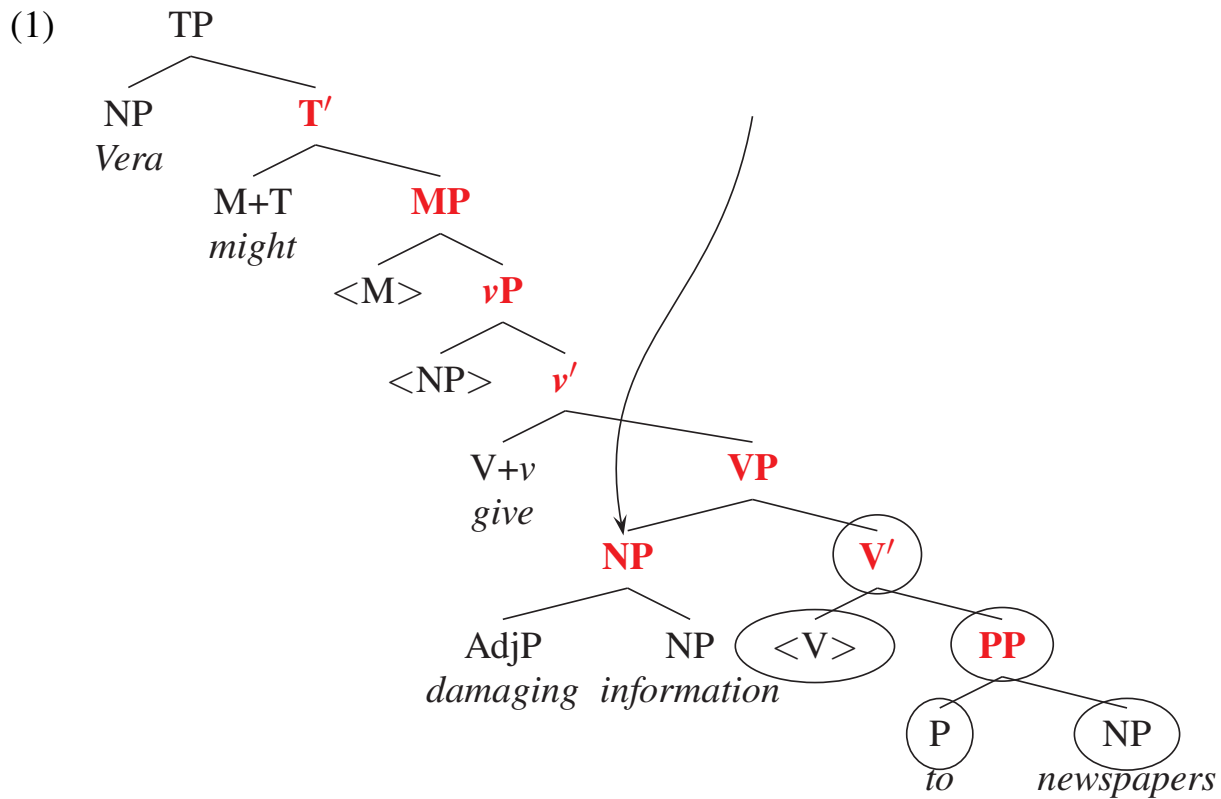 (1) TP
NP T′
Vera
M+T MP
might
<M> vP
<NP> v′
V+v VP
give
NP V′
AdjP NP <V> PP
damaging information
P NP
to newspapers